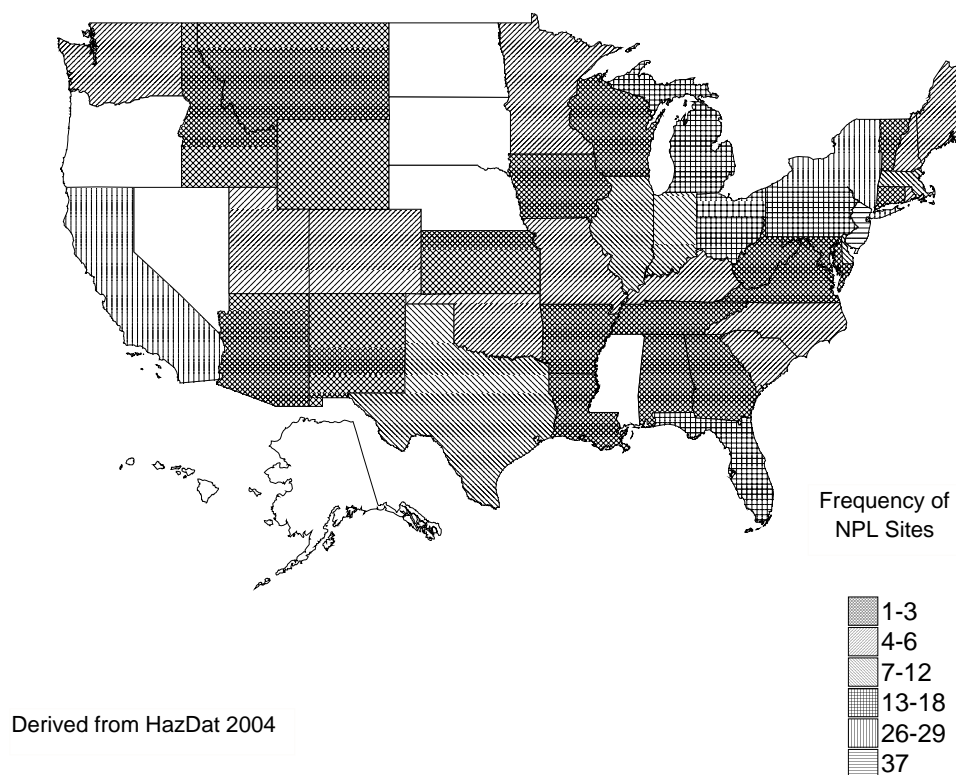 Frequency of
NPL Sites
1-3
4-6
7-12
13-18
26-29
37
Derived from HazDat 2004